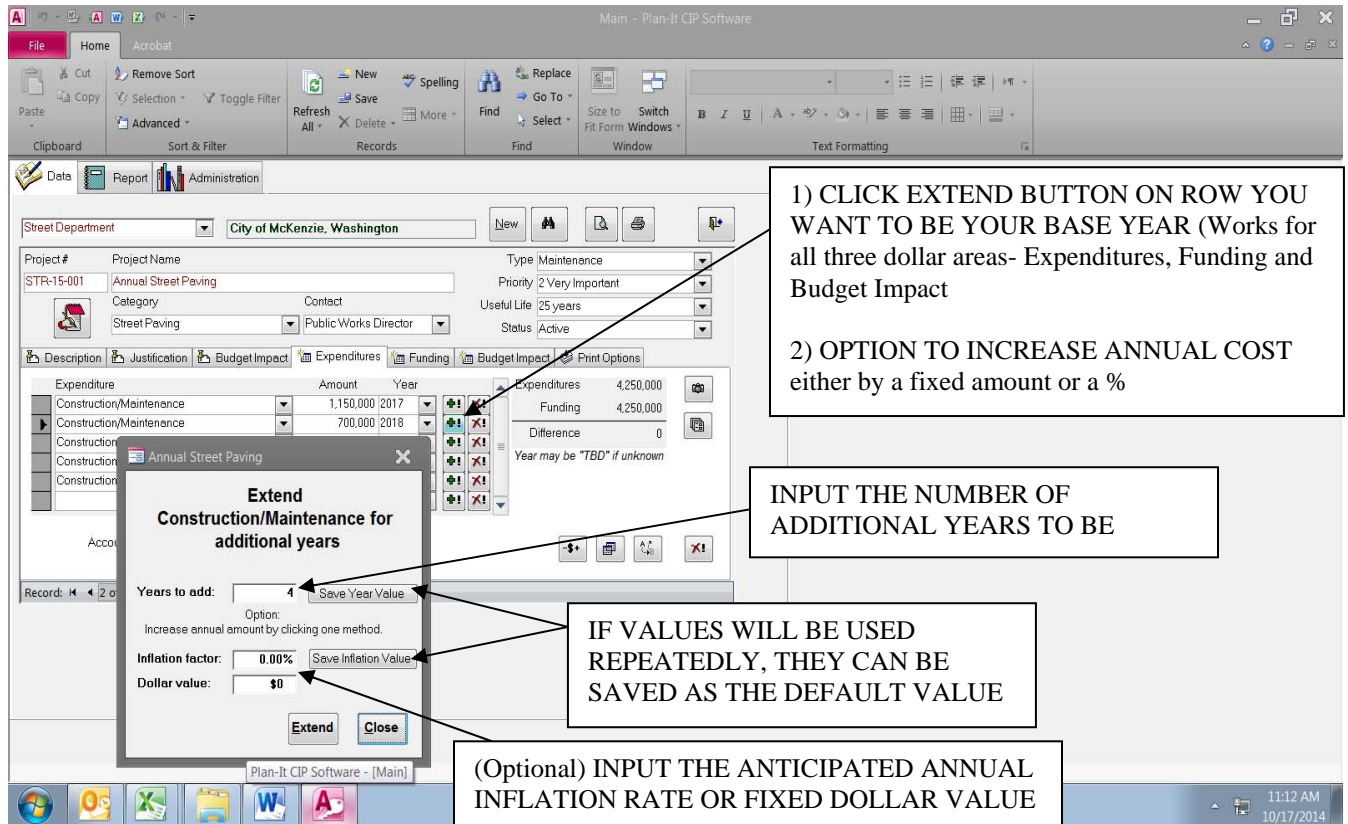 Main - Plan-It CIP Software
File Home Acrobat
Paste
Cut
Copy
Clipboard
Remove Sort
Selection Toggle Filter
Advanced
Sort & Filter
Refresh
All
New
Save
Delete
Spelling
More
Records
Find
Replace
Go To
Select
Find
Size to
Fit Form
Switch
Windows
Window
B I U A
Text Formatting
Data Report Administration
Street Department City of McKenzie, Washington New
Project # Project Name Type Maintenance
STR-15-001 Annual Street Paving Priority 2 Very Important
Category Contact Useful Life 25 years
Street Paving Public Works Director Status Active
Description Justification Budget Impact Expenditures Funding Budget Impact Print Options
Expenditure Amount Year
Construction/Maintenance 1,150,000 2017
Construction/Maintenance 700,000 2018
Construction
Construction
Construction
Expenditures 4,250,000
Funding 4,250,000
Difference 0
Year may be "TBD" if unknown
Accou
-$+
Record: 2 o
Annual Street Paving
Extend
Construction/Maintenance for
additional years
Years to add: 4 Save Year Value
Option:
Increase annual amount by clicking one method.
Inflation factor: 0.00% Save Inflation Value
Dollar value: $0
Extend Close
Plan-It CIP Software - [Main]
1) CLICK EXTEND BUTTON ON ROW YOU
WANT TO BE YOUR BASE YEAR (Works for
all three dollar areas- Expenditures, Funding and
Budget Impact
2) OPTION TO INCREASE ANNUAL COST
either by a fixed amount or a %
INPUT THE NUMBER OF
ADDITIONAL YEARS TO BE
IF VALUES WILL BE USED
REPEATEDLY, THEY CAN BE
SAVED AS THE DEFAULT VALUE
(Optional) INPUT THE ANTICIPATED ANNUAL
INFLATION RATE OR FIXED DOLLAR VALUE
11:12 AM
10/17/2014